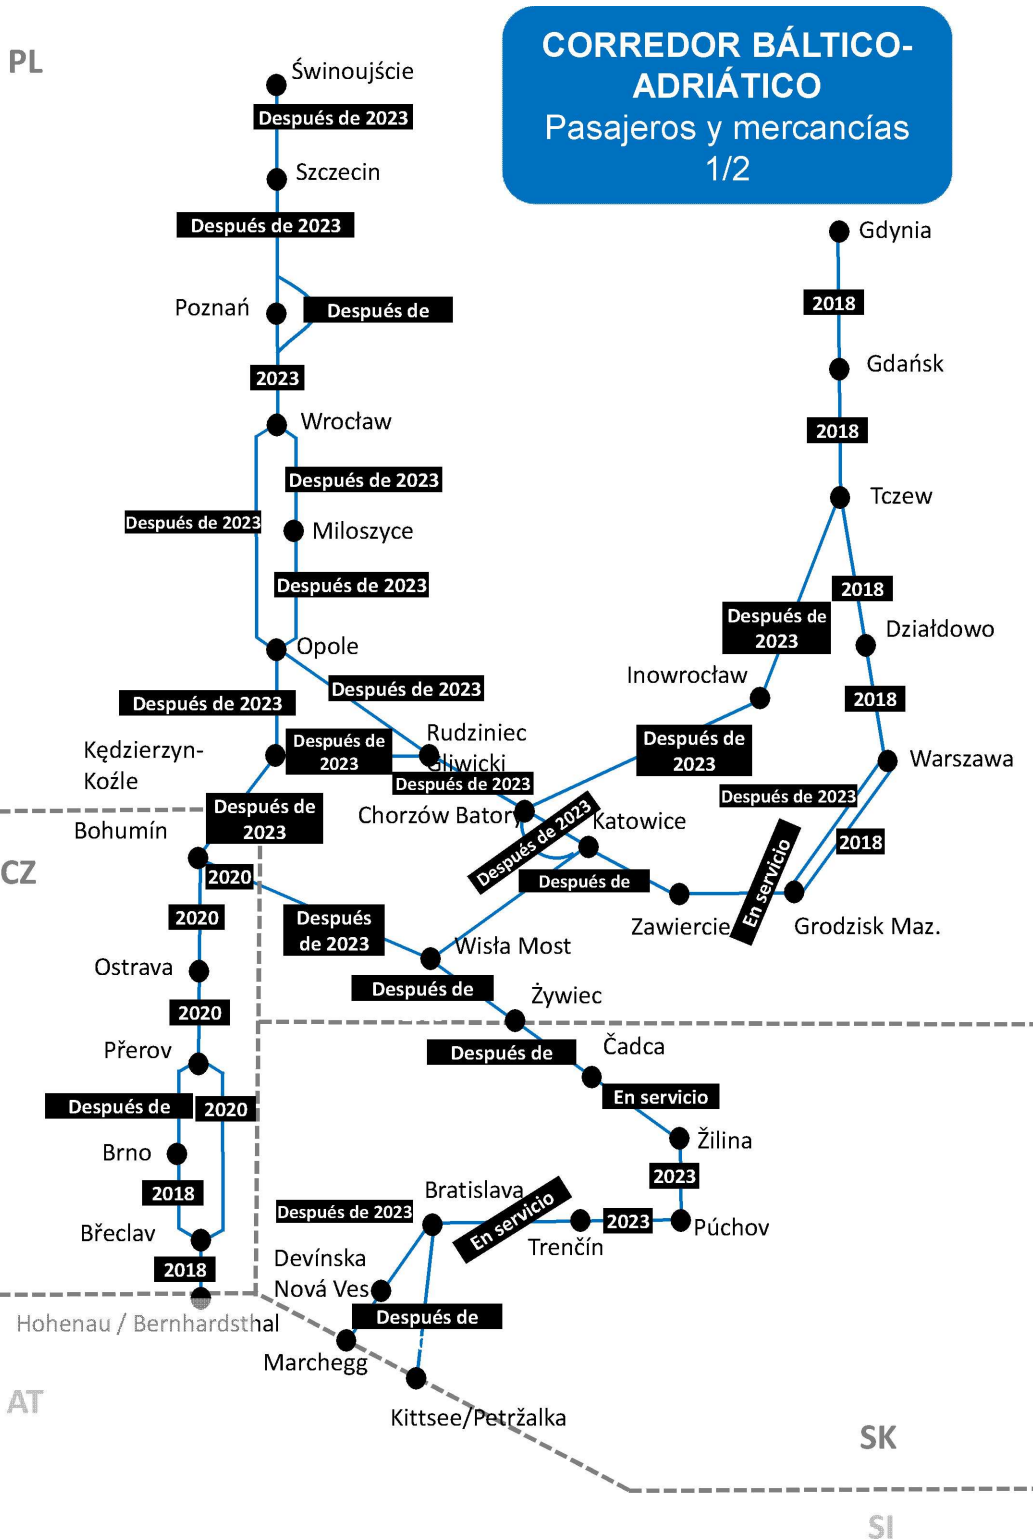 CORREDOR BÁLTICO-
ADRIÁTICO
Pasajeros y mercancías
1/2
PL
Świnoujście
Después de 2023
Szczecin
Después de 2023
Gdynia
2018
Poznań
Después de
Gdańsk
2023
Wrocław
2018
Después de 2023
Tczew
Después de 2023
Miloszyce
Después de 2023
2018
Después de
2023
Działdowo
Opole
Inowrocław
Después de 2023
2018
Después de 2023
Rudziniec
Gliwicki
Después de
2023
Después de
2023
Kędzierzyn-
Koźle
Warszawa
Después de 2023
Después de 2023
Chorzów Batory
Después de
2023
Después de 2023
Katowice
Bohumín
2018
CZ
2020
Después de
En servicio
2020
Después
de 2023
Zawiercie
Grodzisk Maz.
Wisła Most
Ostrava
Después de
Żywiec
2020
Přerov
Después de
Čadca
Después de
2020
En servicio
Brno
Žilina
2018
2023
Bratislava
Después de 2023
En servicio
2023
Púchov
Trenčín
Břeclav
Devínska
Nová Ves
2018
Después de
Hohenau / Bernhardsthal
Marchegg
AT
Kittsee/Petržalka
SK
SI